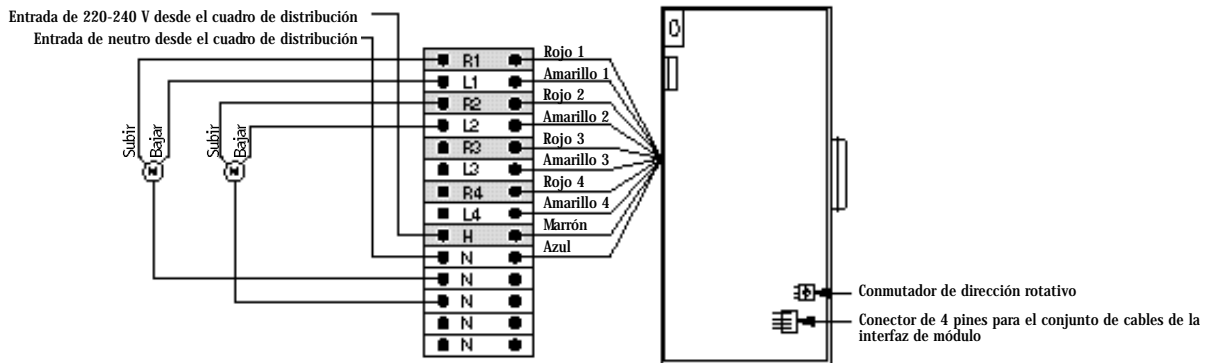 Entrada de 220-240 V desde el cuadro de distribución
Entrada de neutro desde el cuadro de distribución
R1 Rojo 1
L1 Amarillo 1
R2 Rojo 2
L2 Amarillo 2
R3 Rojo 3
L3 Amarillo 3
R4 Rojo 4
L4 Amarillo 4
H Marrón
N Azul
N
N
N
N
Subir
Bajar
Subir
Bajar
Conmutador de dirección rotativo
Conector de 4 pines para el conjunto de cables de la
interfaz de módulo